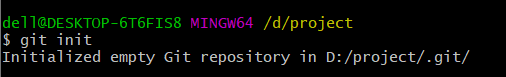 dell@DESKTOP-6T6FIS8 MINGW64 /d/project
$ git init
Initialized empty Git repository in D:/project/.git/